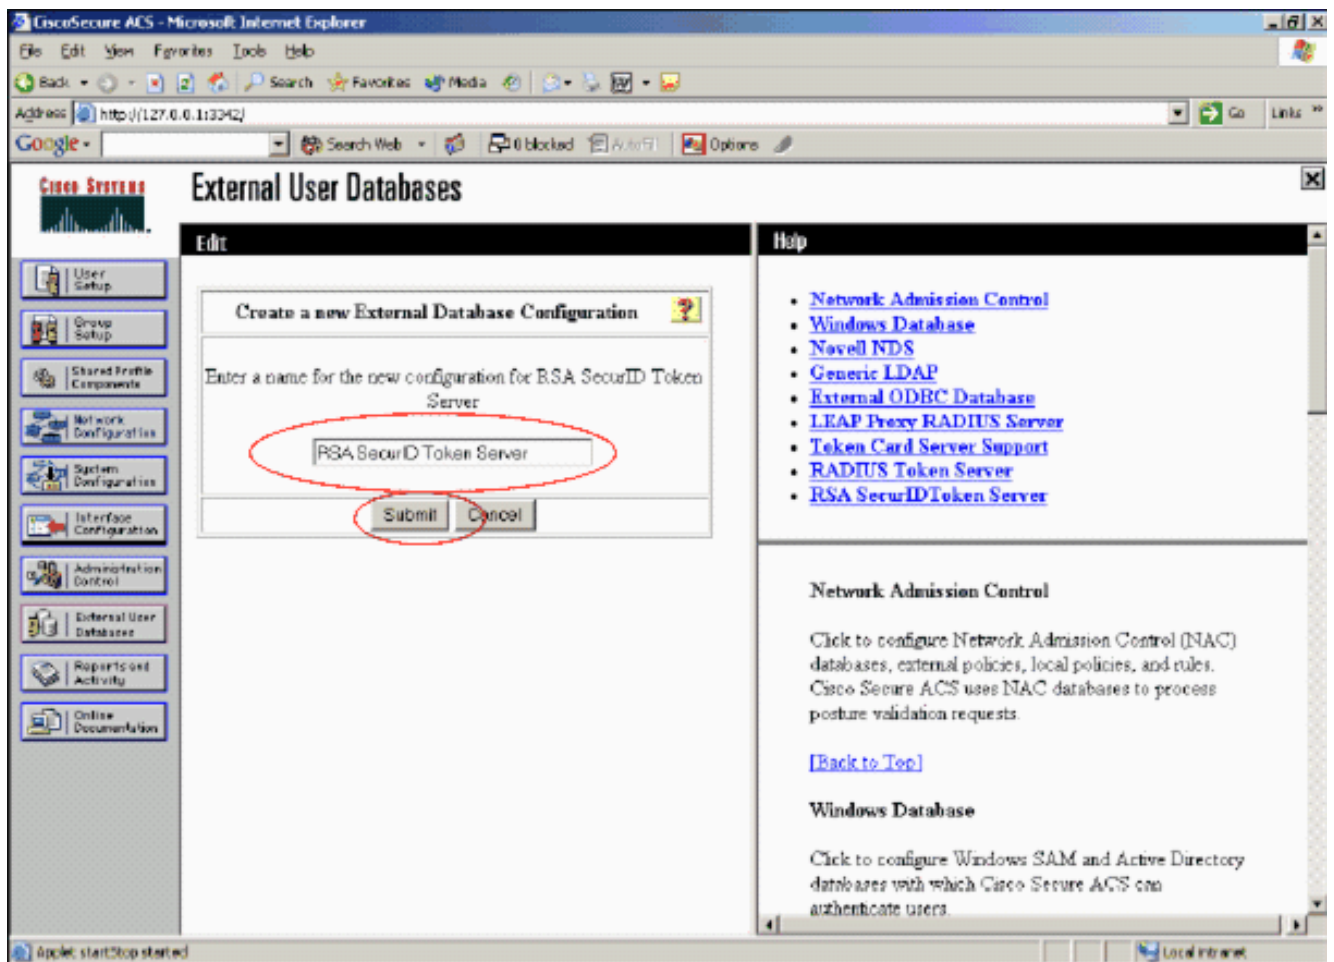 CiscoSecure ACS - Microsoft Internet Explorer
File Edit View Favorites Tools Help
Back Search Favorites Media
Address http://127.0.0.1:3342/ Go Links »
Google Search Web 0 blocked AutoFill Options
CISCO SYSTEMS
External User Databases
Edit
Create a new External Database Configuration
Enter a name for the new configuration for RSA SecurID Token
Server
RSA SecurID Token Server
Submit Cancel
User
Setup
Group
Setup
Shared Profile
Components
Network
Configuration
System
Configuration
Interface
Configuration
Administration
Control
External User
Databases
Reports and
Activity
Online
Documentation
Help
• Network Admission Control
• Windows Database
• Novell NDS
• Generic LDAP
• External ODBC Database
• LEAP Proxy RADIUS Server
• Token Card Server Support
• RADIUS Token Server
• RSA SecurIDToken Server
Network Admission Control
Click to configure Network Admission Control (NAC)
databases, external policies, local policies, and rules.
Cisco Secure ACS uses NAC databases to process
posture validation requests.
[Back to Top]
Windows Database
Click to configure Windows SAM and Active Directory
databases with which Cisco Secure ACS can
authenticate users.
Applet startStop started
Local intranet